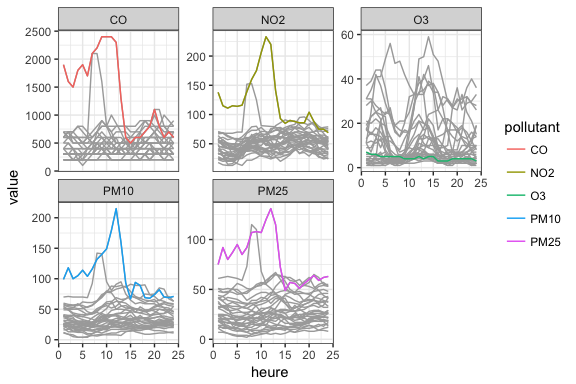 CO NO2 O3
2500
2000
1500
1000
500
0
200
150
100
50
60
40
20
0
0 5 10 15 20 25
PM10 PM25
200
150
100
50
0
100
50
0
0 5 10 15 20 25
0 5 10 15 20 25
value
heure
pollutant
CO
NO2
O3
PM10
PM25